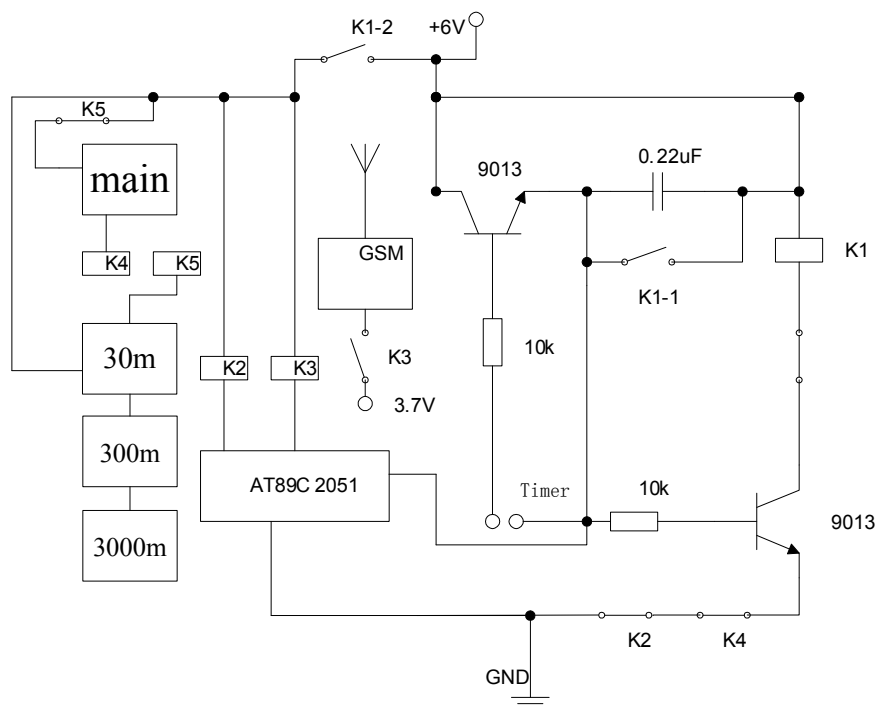 K1-2
+6V
K5
main
9013
0.22uF
GSM
K4
K5
K1
K1-1
30m
K2
K3
K3
10k
3.7V
300m
AT89C 2051
Timer
10k
9013
3000m
K2
K4
GND